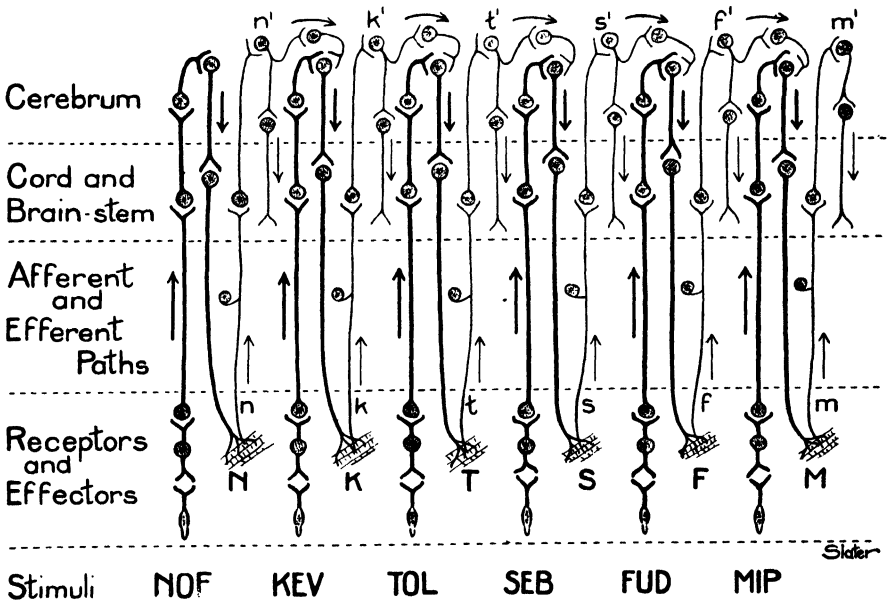 n' k' t' s' f' m'
Cerebrum
Cord and
Brain-stem
Afferent
and
Efferent
Paths
n k t s f m
Receptors
and
Effectors
N K T S F M
Slater
Stimuli NOF KEV TOL SEB FUD MIP